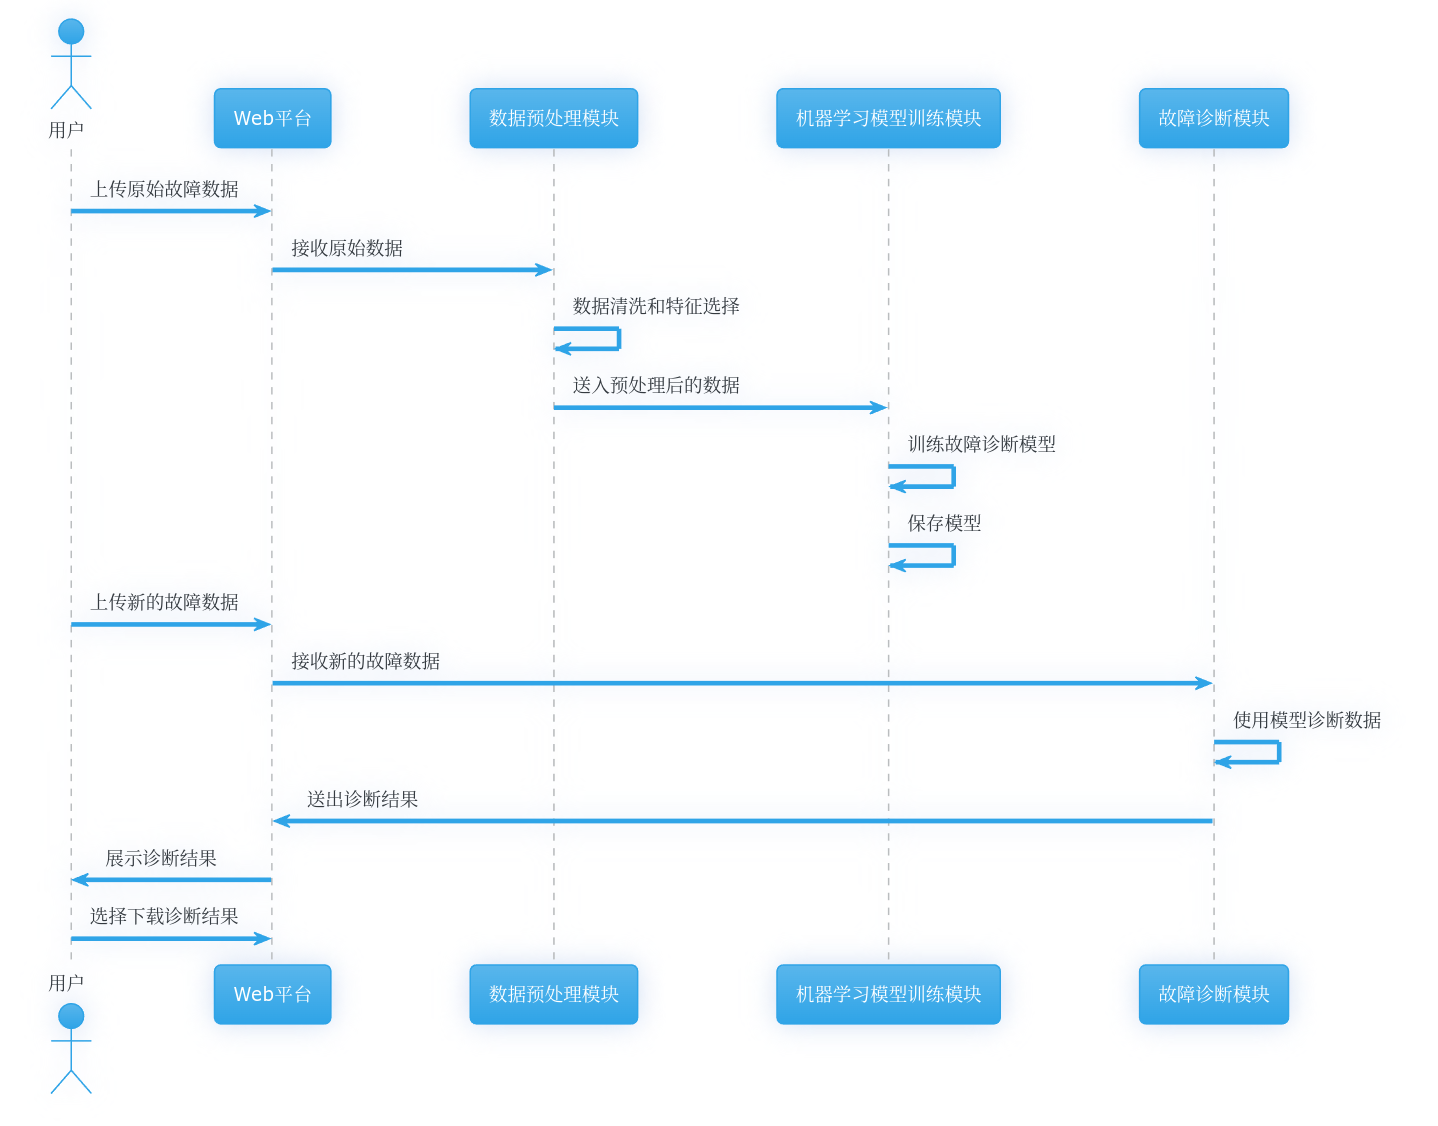 用户
Web平台
数据预处理模块
机器学习模型训练模块
故障诊断模块
上传原始故障数据
接收原始数据
数据清洗和特征选择
送入预处理后的数据
训练故障诊断模型
保存模型
上传新的故障数据
接收新的故障数据
使用模型诊断数据
送出诊断结果
展示诊断结果
选择下载诊断结果
用户
Web平台
数据预处理模块
机器学习模型训练模块
故障诊断模块